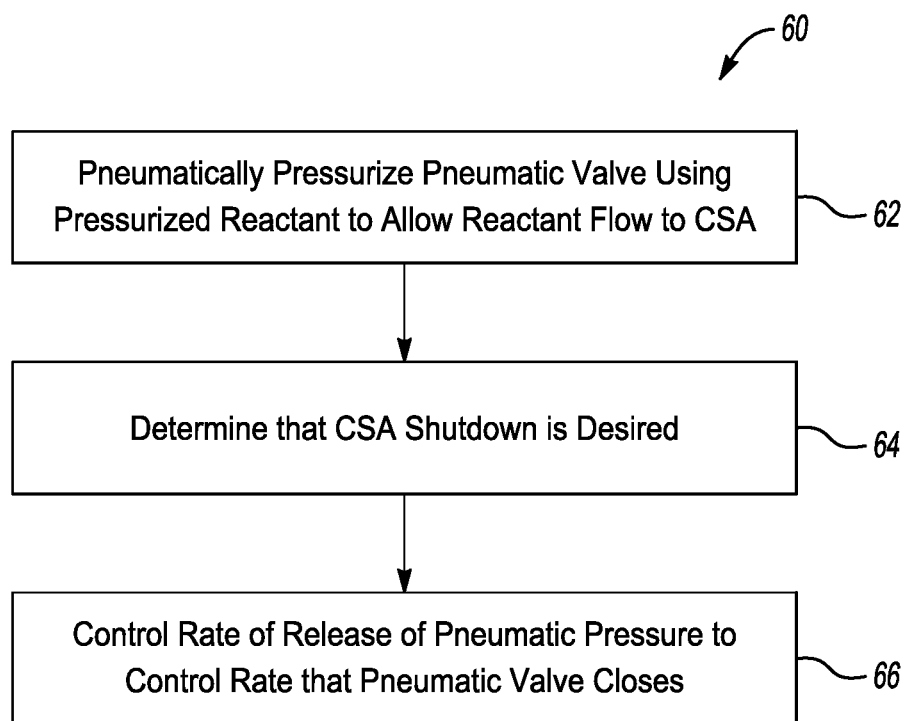 60
Pneumatically Pressurize Pneumatic Valve Using
Pressurized Reactant to Allow Reactant Flow to CSA
62
Determine that CSA Shutdown is Desired
64
Control Rate of Release of Pneumatic Pressure to
Control Rate that Pneumatic Valve Closes
66